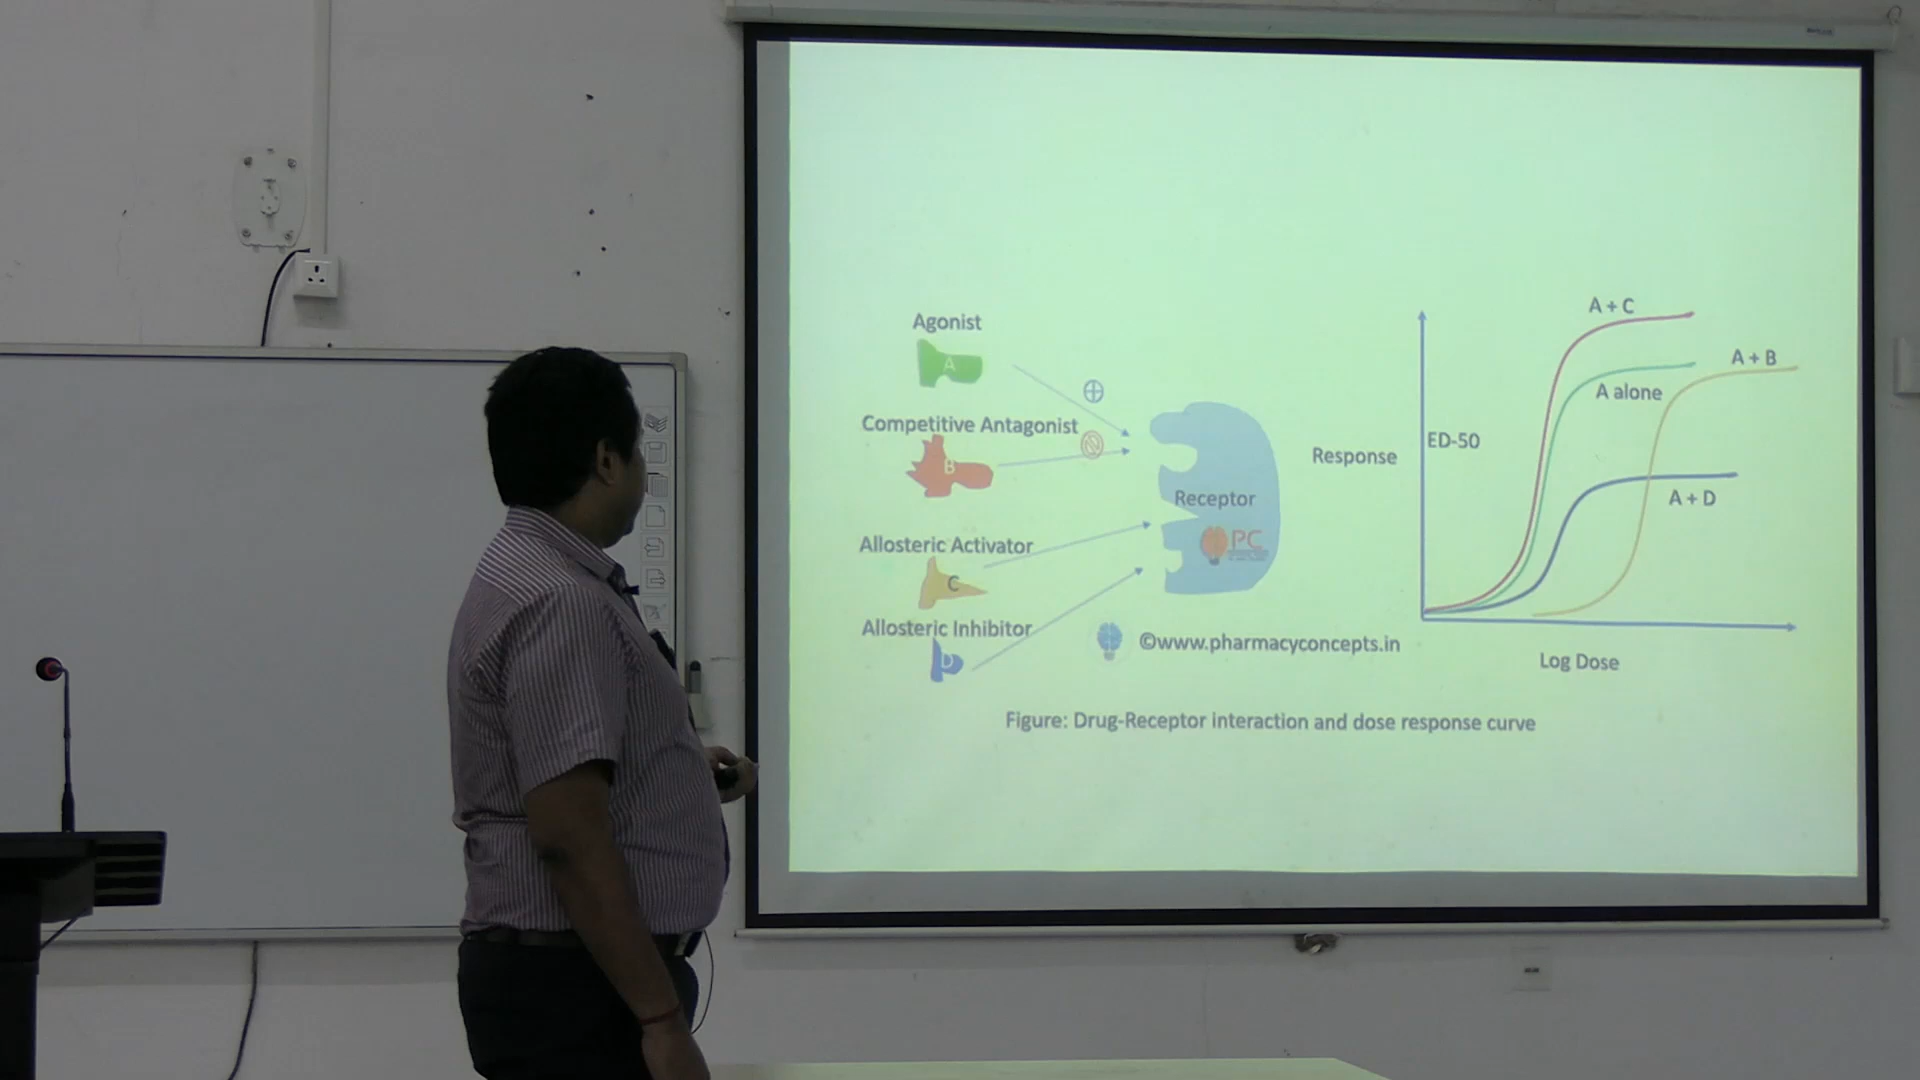 Agonist
A
Competitive Antagonist
B
Allosteric Activator
C
Allosteric Inhibitor
D
Receptor
PC
©www.pharmacyconcepts.in
Response
ED-50
A + C
A + B
A alone
A + D
Log Dose
Figure: Drug-Receptor interaction and dose response curve